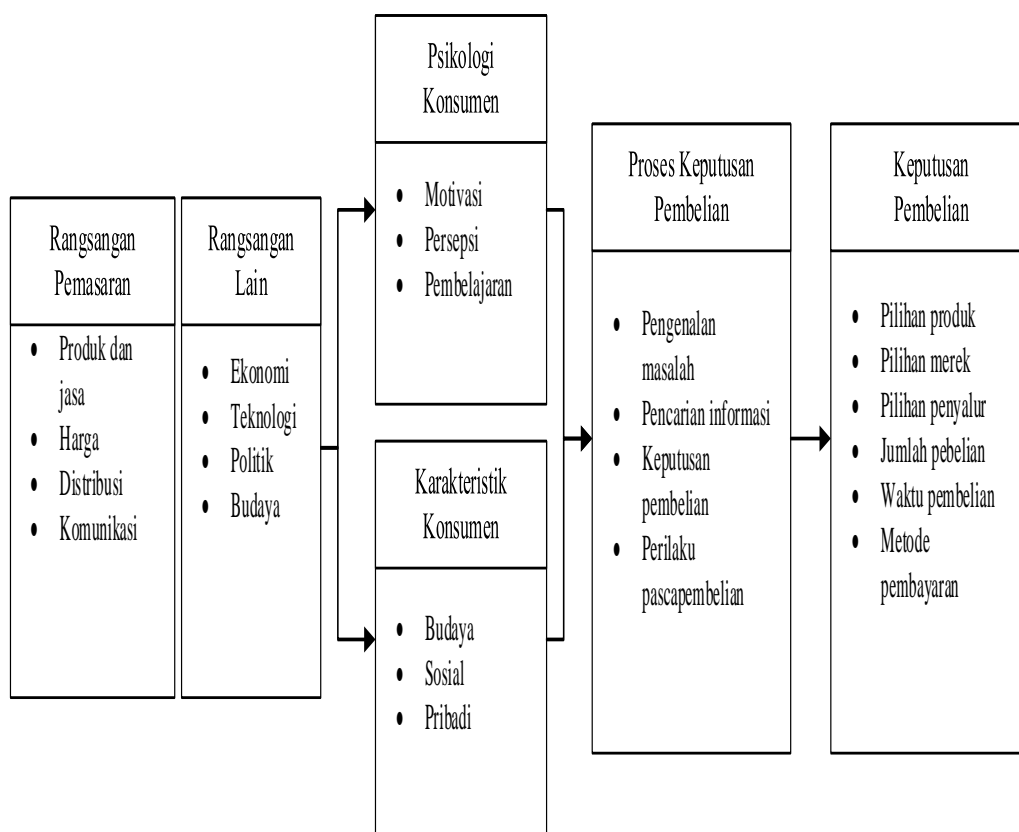 Rangsangan
Pemasaran
• Produk dan
jasa
• Harga
• Distribusi
• Komunikasi
Rangsangan
Lain
• Ekonomi
• Teknologi
• Politik
• Budaya
Psikologi
Konsumen
• Motivasi
• Persepsi
• Pembelajaran
Karakteristik
Konsumen
• Budaya
• Sosial
• Pribadi
Proses Keputusan
Pembelian
• Pengenalan
masalah
• Pencarian informasi
• Keputusan
pembelian
• Perilaku
pascapembelian
Keputusan
Pembelian
• Pilihan produk
• Pilihan merek
• Pilihan penyalur
• Jumlah pebelian
• Waktu pembelian
• Metode
pembayaran